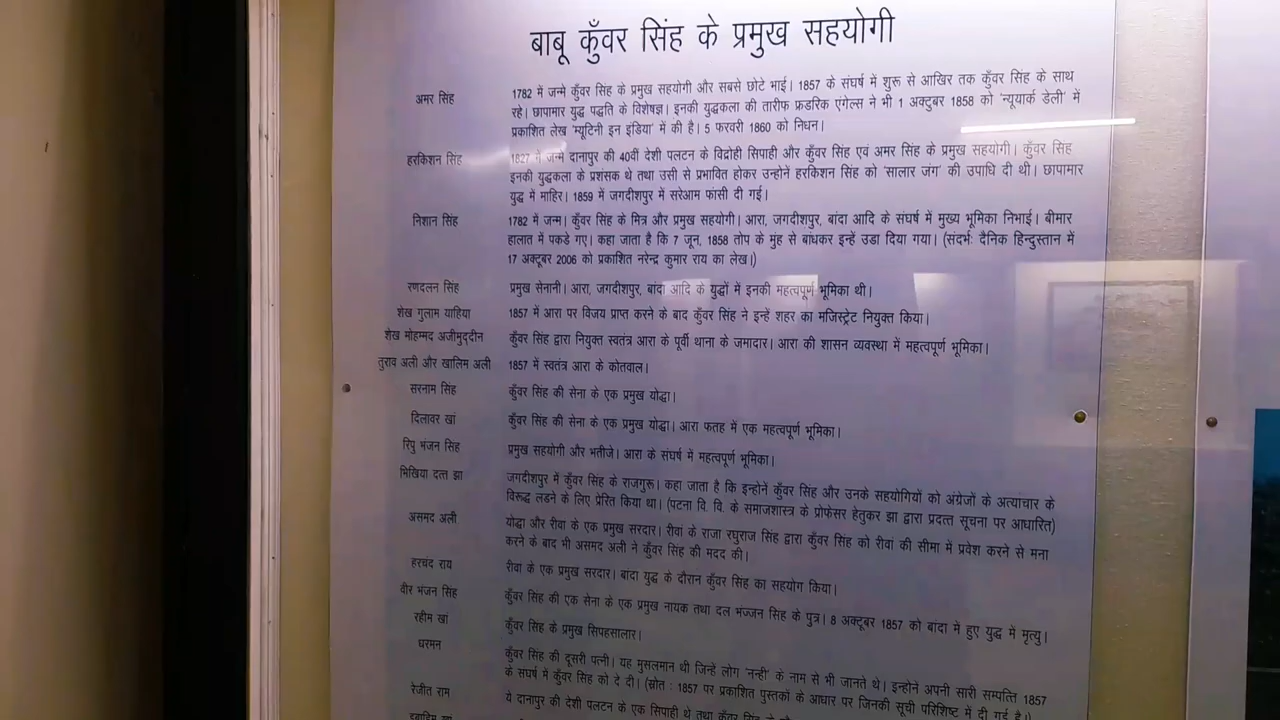 बाबू कुँवर सिंह के प्रमुख सहयोगी
अमर सिंह 1782 में जन्मे कुँवर सिंह के प्रमुख सहयोगी और सबसे छोटे भाई। 1857 के संघर्ष में शुरू से आखिर तक कुँवर सिंह के साथ
रहे। छापामार युद्ध पद्धति के विशेषज्ञ। इनकी युद्धकला की तारीफ फ्रडरिक एंगेल्स ने भी 1 अक्टुबर 1858 को 'न्यूयार्क डेली' में
प्रकाशित लेख 'म्यूटिनी इन इंडिया' में की है। 5 फरवरी 1860 को निधन।
हरकिशन सिंह 1827 में जन्मे दानापुर की 40वीं देशी पलटन के विद्रोही सिपाही और कुँवर सिंह एवं अमर सिंह के प्रमुख सहयोगी। कुँवर सिंह
इनकी युद्धकला के प्रशंसक थे तथा उसी से प्रभावित होकर उन्होने हरकिशन सिंह को 'सालार जंग' की उपाधि दी थी। छापामार
युद्ध में माहिर। 1859 में जगदीशपुर में सरेआम फांसी दी गई।
निशान सिंह 1782 में जन्म। कुँवर सिंह के मित्र और प्रमुख सहयोगी। आरा, जगदीशपुर, बांदा आदि के संघर्ष में मुख्य भूमिका निभाई। बीमार
हालात में पकडे गए। कहा जाता है कि 7 जून, 1858 तोप के मुंह से बांधकर इन्हें उडा दिया गया। (संदर्भः दैनिक हिन्दुस्तान में
17 अक्टूबर 2006 को प्रकाशित नरेन्द्र कुमार राय का लेख।)
रणदलन सिंह प्रमुख सेनानी। आरा, जगदीशपुर, बांदा आदि के युद्धों में इनकी महत्वपूर्ण भूमिका थी।
शेख गुलाम याहिया 1857 में आरा पर विजय प्राप्त करने के बाद कुँवर सिंह ने इन्हें शहर का मजिस्ट्रेट नियुक्त किया।
शेख मोहम्मद अजीमुद्दीन कुँवर सिंह द्वारा नियुक्त स्वतंत्र आरा के पूर्वी थाना के जमादार। आरा की शासन व्यवस्था में महत्वपूर्ण भूमिका।
तुराव अली और खालिम अली 1857 में स्वतंत्र आरा के कोतवाल।
सरनाम सिंह कुँवर सिंह की सेना के एक प्रमुख योद्धा।
दिलावर खां कुँवर सिंह की सेना के एक प्रमुख योद्धा। आरा फतह में एक महत्वपूर्ण भूमिका।
रिपु भंजन सिंह प्रमुख सहयोगी और भतीजे। आरा के संघर्ष में महत्वपूर्ण भूमिका।
भिखिया दत्त झा जगदीशपुर में कुँवर सिंह के राजगुरू। कहा जाता है कि इन्होनें कुँवर सिंह और उनके सहयोगियों को अंग्रेजों के अत्याचार के
विरूद्ध लडने के लिए प्रेरित किया था। (पटना वि. वि. के समाजशास्त्र के प्रोफेसर हेतुकर झा द्वारा प्रदत्त सूचना पर आधारित)
असमद अली योद्धा और रीवा के एक प्रमुख सरदार। रीवां के राजा रघुराज सिंह द्वारा कुँवर सिंह को रीवां की सीमा में प्रवेश करने से मना
करने के बाद भी असमद अली ने कुँवर सिंह की मदद की।
हरचंद राय रीवा के एक प्रमुख सरदार। बांदा युद्ध के दौरान कुँवर सिंह का सहयोग किया।
वीर भंजन सिंह कुँवर सिंह की एक सेना के एक प्रमुख नायक तथा दल भंज्जन सिंह के पुत्र। 8 अक्टूबर 1857 को बांदा में हुए युद्ध में मृत्यु।
रहीम खां कुँवर सिंह के प्रमुख सिपहसालार।
धरमन कुँवर सिंह की दूसरी पत्नी। यह मुसलमान थी जिन्हे लोग 'नन्ही' के नाम से भी जानते थे। इन्होनें अपनी सारी सम्पत्ति 1857
के संघर्ष में कुँवर सिंह को दे दी। (स्रोत : 1857 पर प्रकाशित पुस्तकों के आधार पर जिनकी सूची परिशिष्ट में दी गई है।)
रंजीत राम ये दानापुर की देशी पलटन के एक सिपाही थे तथा कुँवर सिंह